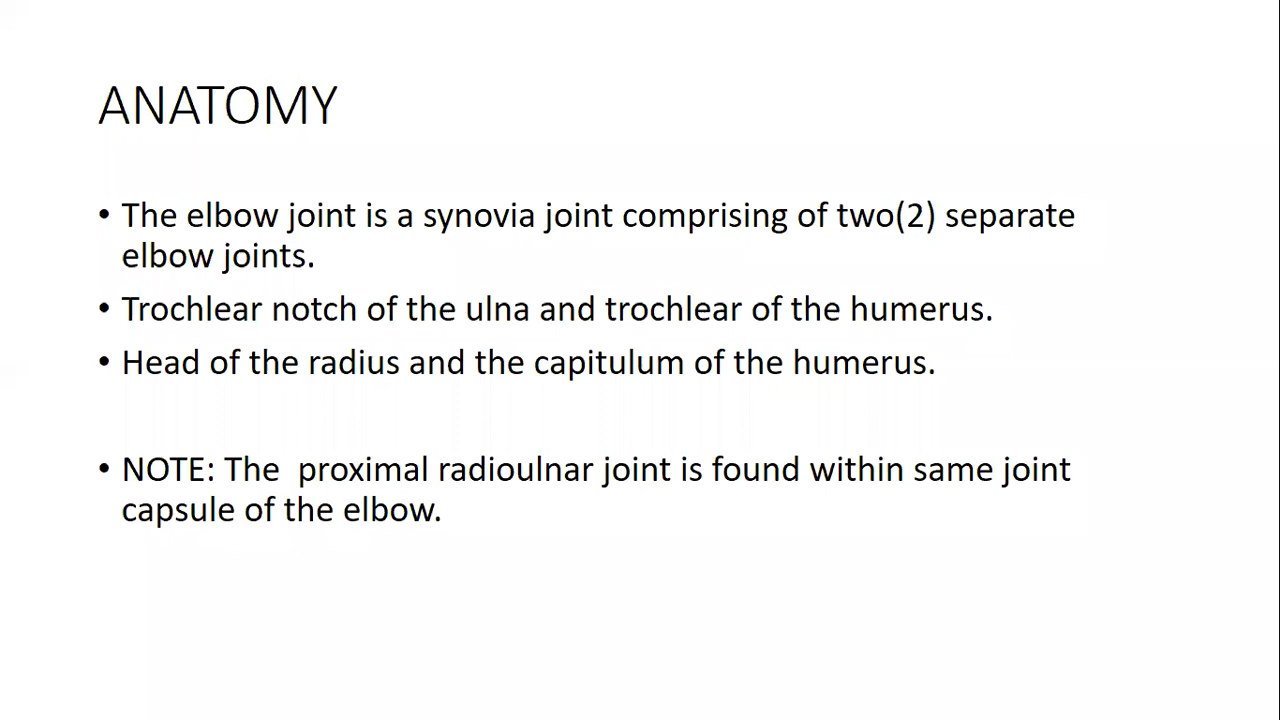 ANATOMY
• The elbow joint is a synovia joint comprising of two(2) separate
elbow joints.
• Trochlear notch of the ulna and trochlear of the humerus.
• Head of the radius and the capitulum of the humerus.
• NOTE: The  proximal radioulnar joint is found within same joint
capsule of the elbow.